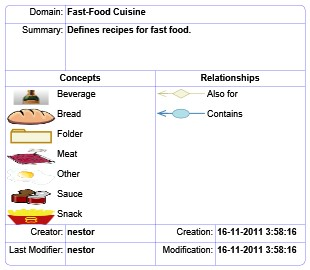 Domain: Fast-Food Cuisine
Summary: Defines recipes for fast food.
Concepts Relationships
Beverage Also for
Bread Contains
Folder
Meat
Other
Sauce
Snack
Creator: nestor Creation: 16-11-2011 3:58:16
Last Modifier: nestor Modification: 16-11-2011 3:58:16